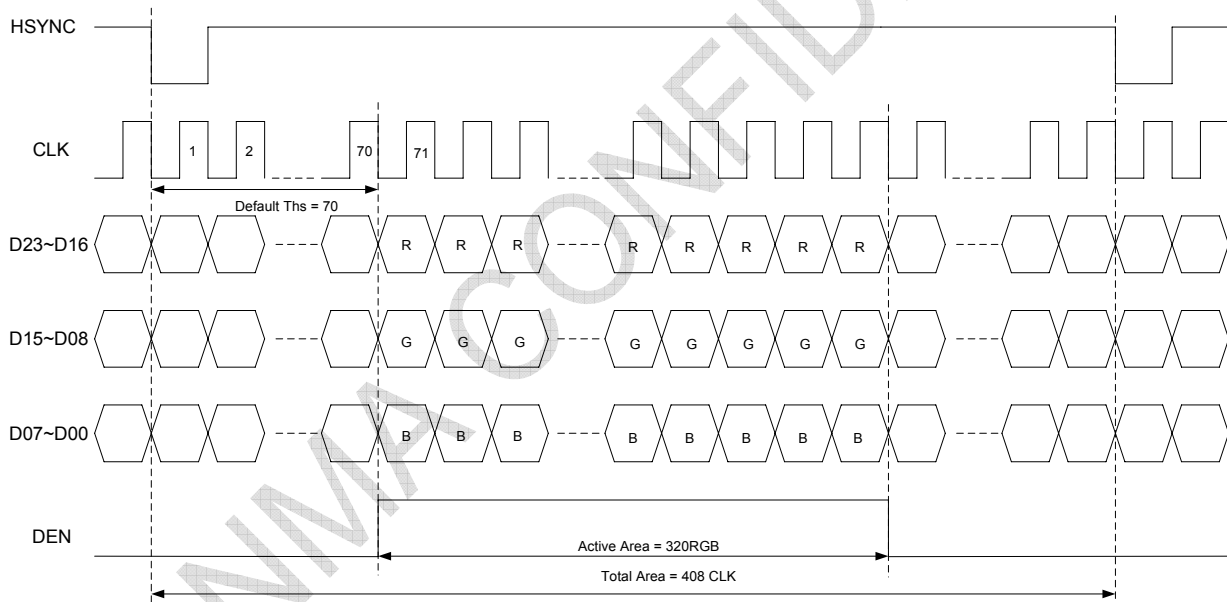 HSYNC
CLK
1 2 70 71
Default Ths = 70
D23~D16
R R R R R R R R
D15~D08
G G G G G G G G
D07~D00
B B B B B B B B
DEN
Active Area = 320RGB
Total Area = 408 CLK